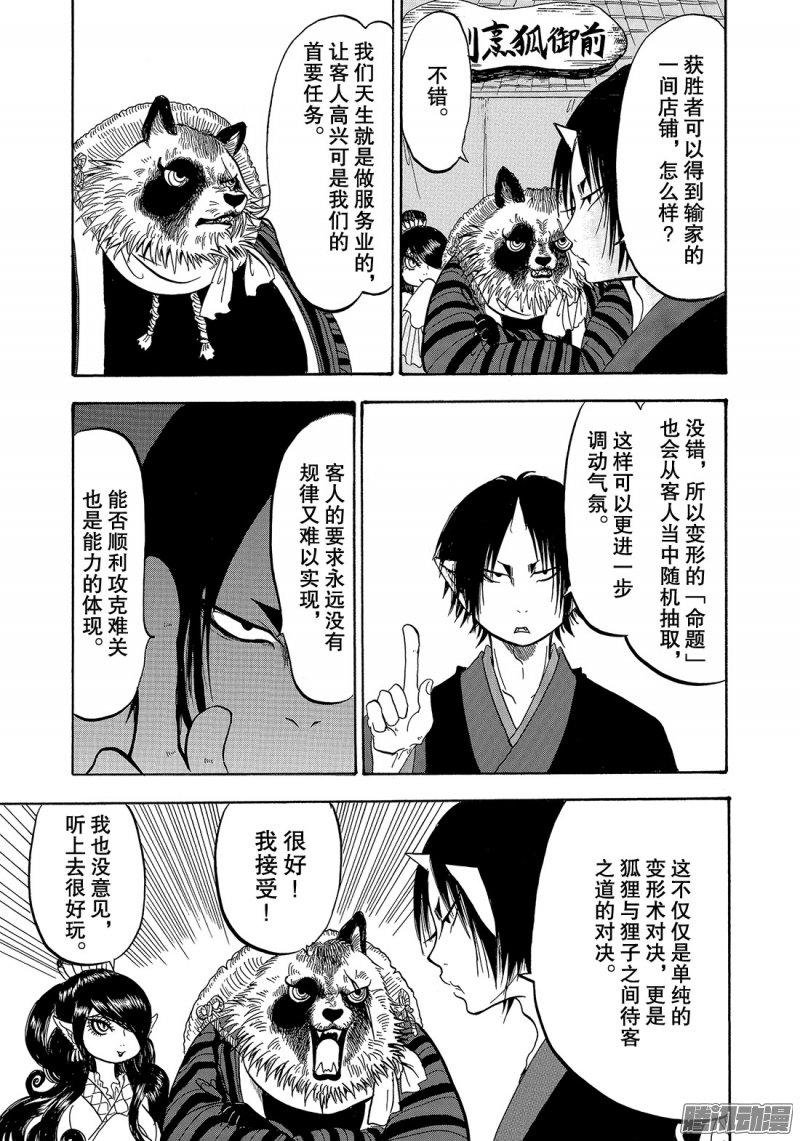 割烹狐御前
获胜者可以得到输家的
一间店铺，怎么样？
不错。
我们天生就是做服务业的，
让客人高兴可是我们的
首要任务。
没错，所以变形的「命题」
也会从客人当中随机抽取，
这样可以更进一步
调动气氛。
客人的要求永远没有
规律又难以实现，
能否顺利攻克难关
也是能力的体现。
这不仅仅是单纯的
变形术对决，更是
狐狸与狸子之间待客
之道的对决。
很好！
我接受！
我也没意见，
听上去很好玩。
腾讯动漫